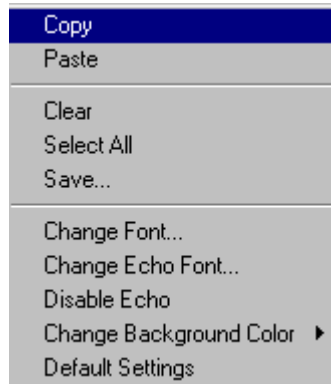 Copy
Paste
Clear
Select All
Save...
Change Font...
Change Echo Font...
Disable Echo
Change Background Color
Default Settings